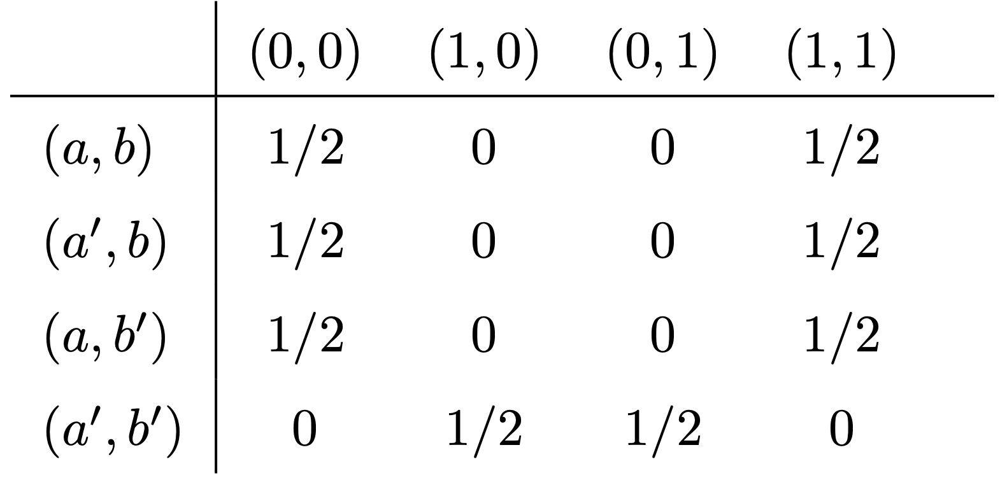 (0, 0) (1, 0) (0, 1) (1, 1)
(a, b) 1/2 0 0 1/2
(a′, b) 1/2 0 0 1/2
(a, b′) 1/2 0 0 1/2
(a′, b′) 0 1/2 1/2 0